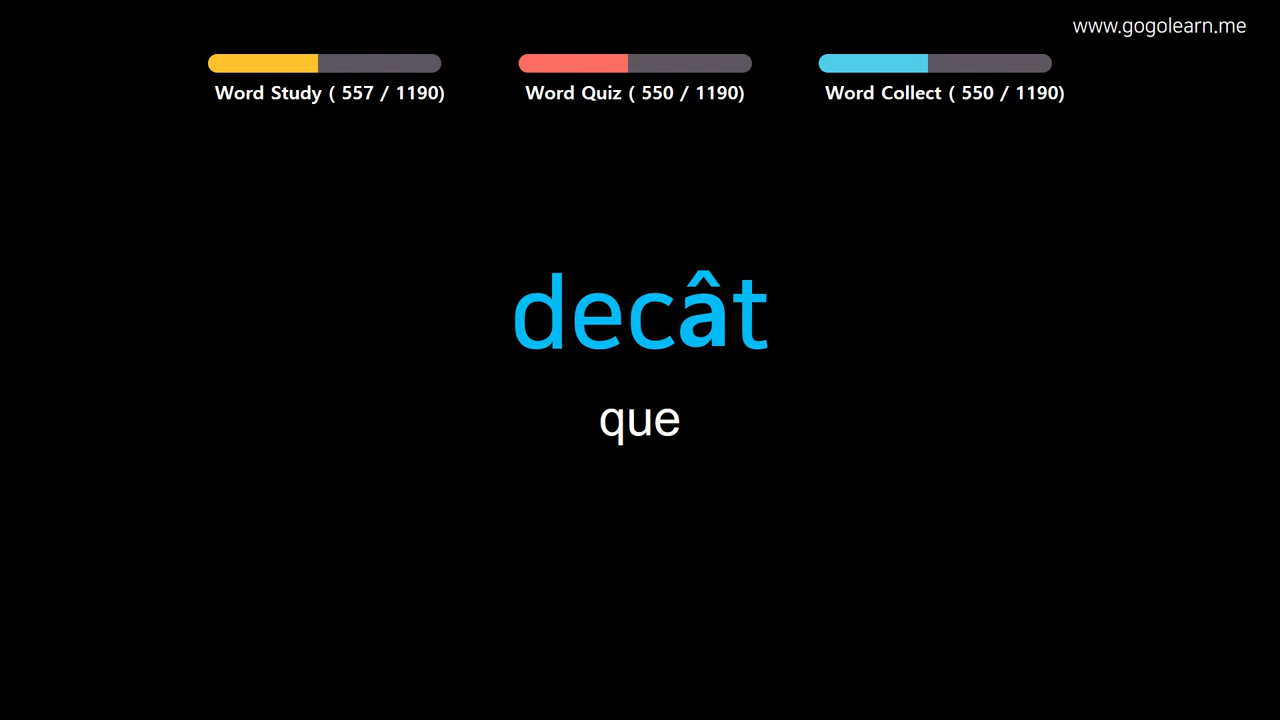 www.gogolearn.me
Word Study ( 557 / 1190)
Word Quiz ( 550 / 1190)
Word Collect ( 550 / 1190)
decât
que